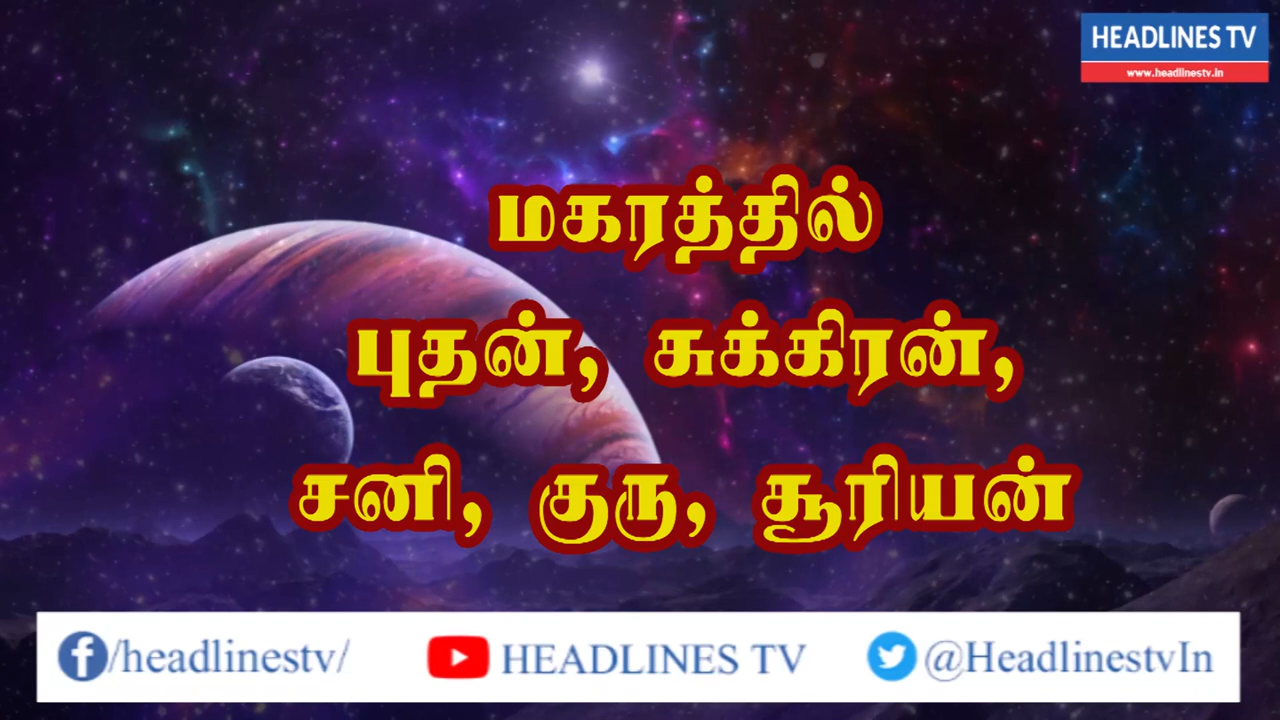 HEADLINES TV
www.headlinestv.in
மகரத்தில்
புதன், சுக்கிரன்,
சனி, குரு, சூரியன்
/headlinestv/ HEADLINES TV @HeadlinestvIn